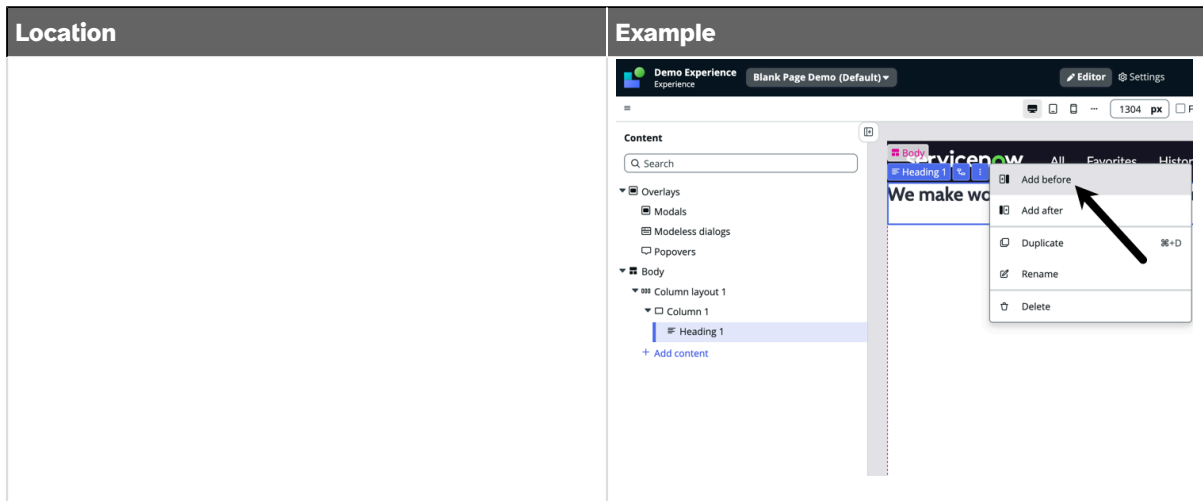 Location
Example
Demo Experience
Experience
Blank Page Demo (Default)
Editor
Settings
1304 px
F
Content
Search
Overlays
Modals
Modeless dialogs
Popovers
Body
Column layout 1
Column 1
Heading 1
+ Add content
Body
servicenow
All
Favorites
Histor
Heading 1
We make wo
Add before
Add after
Duplicate
⌘+D
Rename
Delete